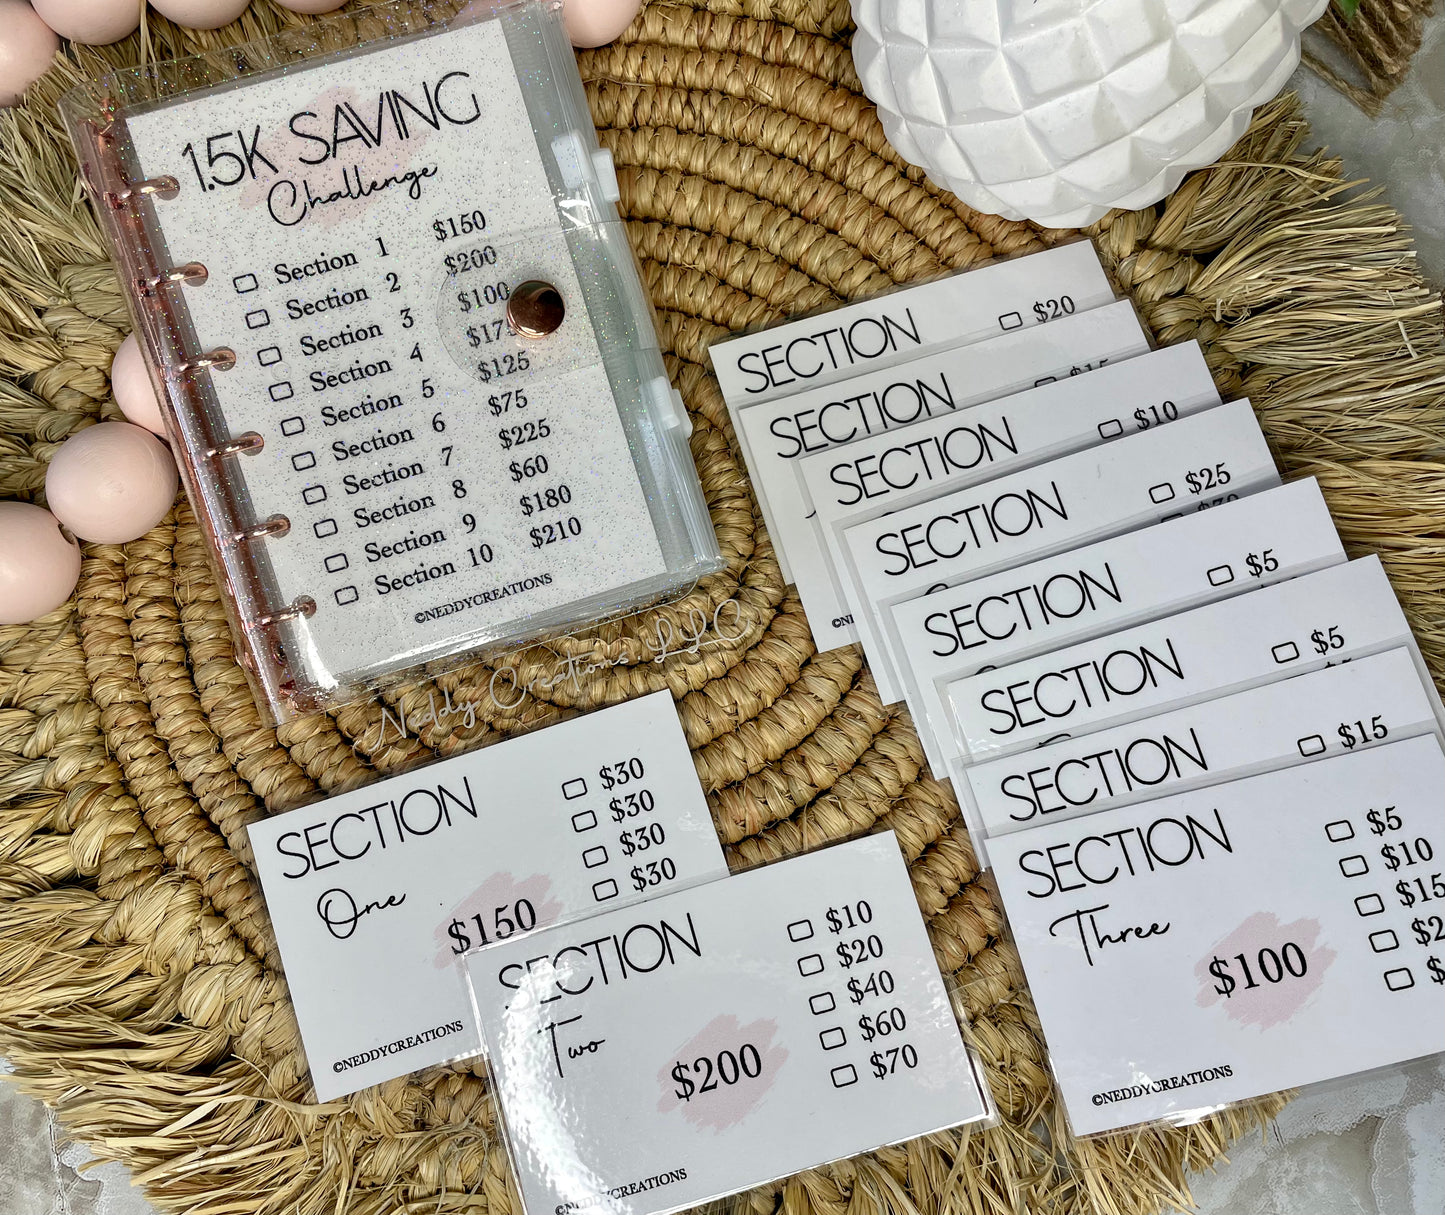 1.5K SAVING
Challenge
Section 1 $150
Section 2 $200
Section 3 $100
Section 4
Section 5 $125
Section 6 $75
Section 7 $225
Section 8 $60
Section 9 $180
Section 10 $210
©NEDDYCREATIONS
Neddy Creations LLC
SECTION $20
SECTION $15
SECTION $10
SECTION $25
SECTION $5
SECTION $5
SECTION $15
SECTION
One
$150
$30
$30
$30
$30
©NEDDYCREATIONS
SECTION
Two
$200
$10
$20
$40
$60
$70
©NEDDYCREATIONS
SECTION
Three
$100
$5
$10
$15
©NEDDYCREATIONS